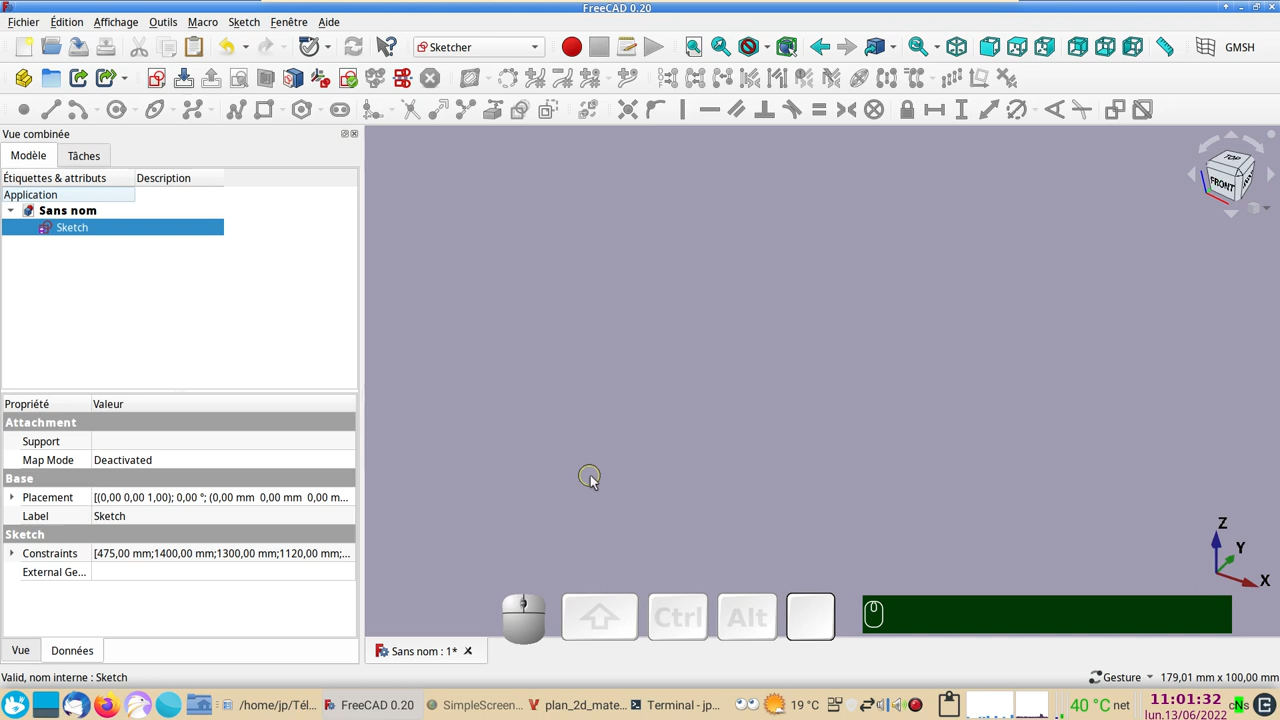 FreeCAD 0.20
Fichier Édition Affichage Outils Macro Sketch Fenêtre Aide
Sketcher
GMSH
Vue combinée
Modèle Tâches
Étiquettes & attributs Description
Application
Sans nom
Sketch
TOP
FRONT
Propriété Valeur
Attachment
Support
Map Mode Deactivated
Base
Placement [(0,00 0,00 1,00); 0,00 °; (0,00 mm 0,00 mm 0,00 m...
Label Sketch
Sketch
Constraints [475,00 mm;1400,00 mm;1300,00 mm;1120,00 mm;...
External Ge...
Z
Y
X
Ctrl Alt
Vue Données
Sans nom : 1*
Valid, nom interne : Sketch
Gesture 179,01 mm x 100,00 mm
/home/jp/Tél... FreeCAD 0.20 SimpleScreen... plan_2d_mate... Terminal - jp... 19 °C 40 °C net 11:01:32
lun.13/06/2022